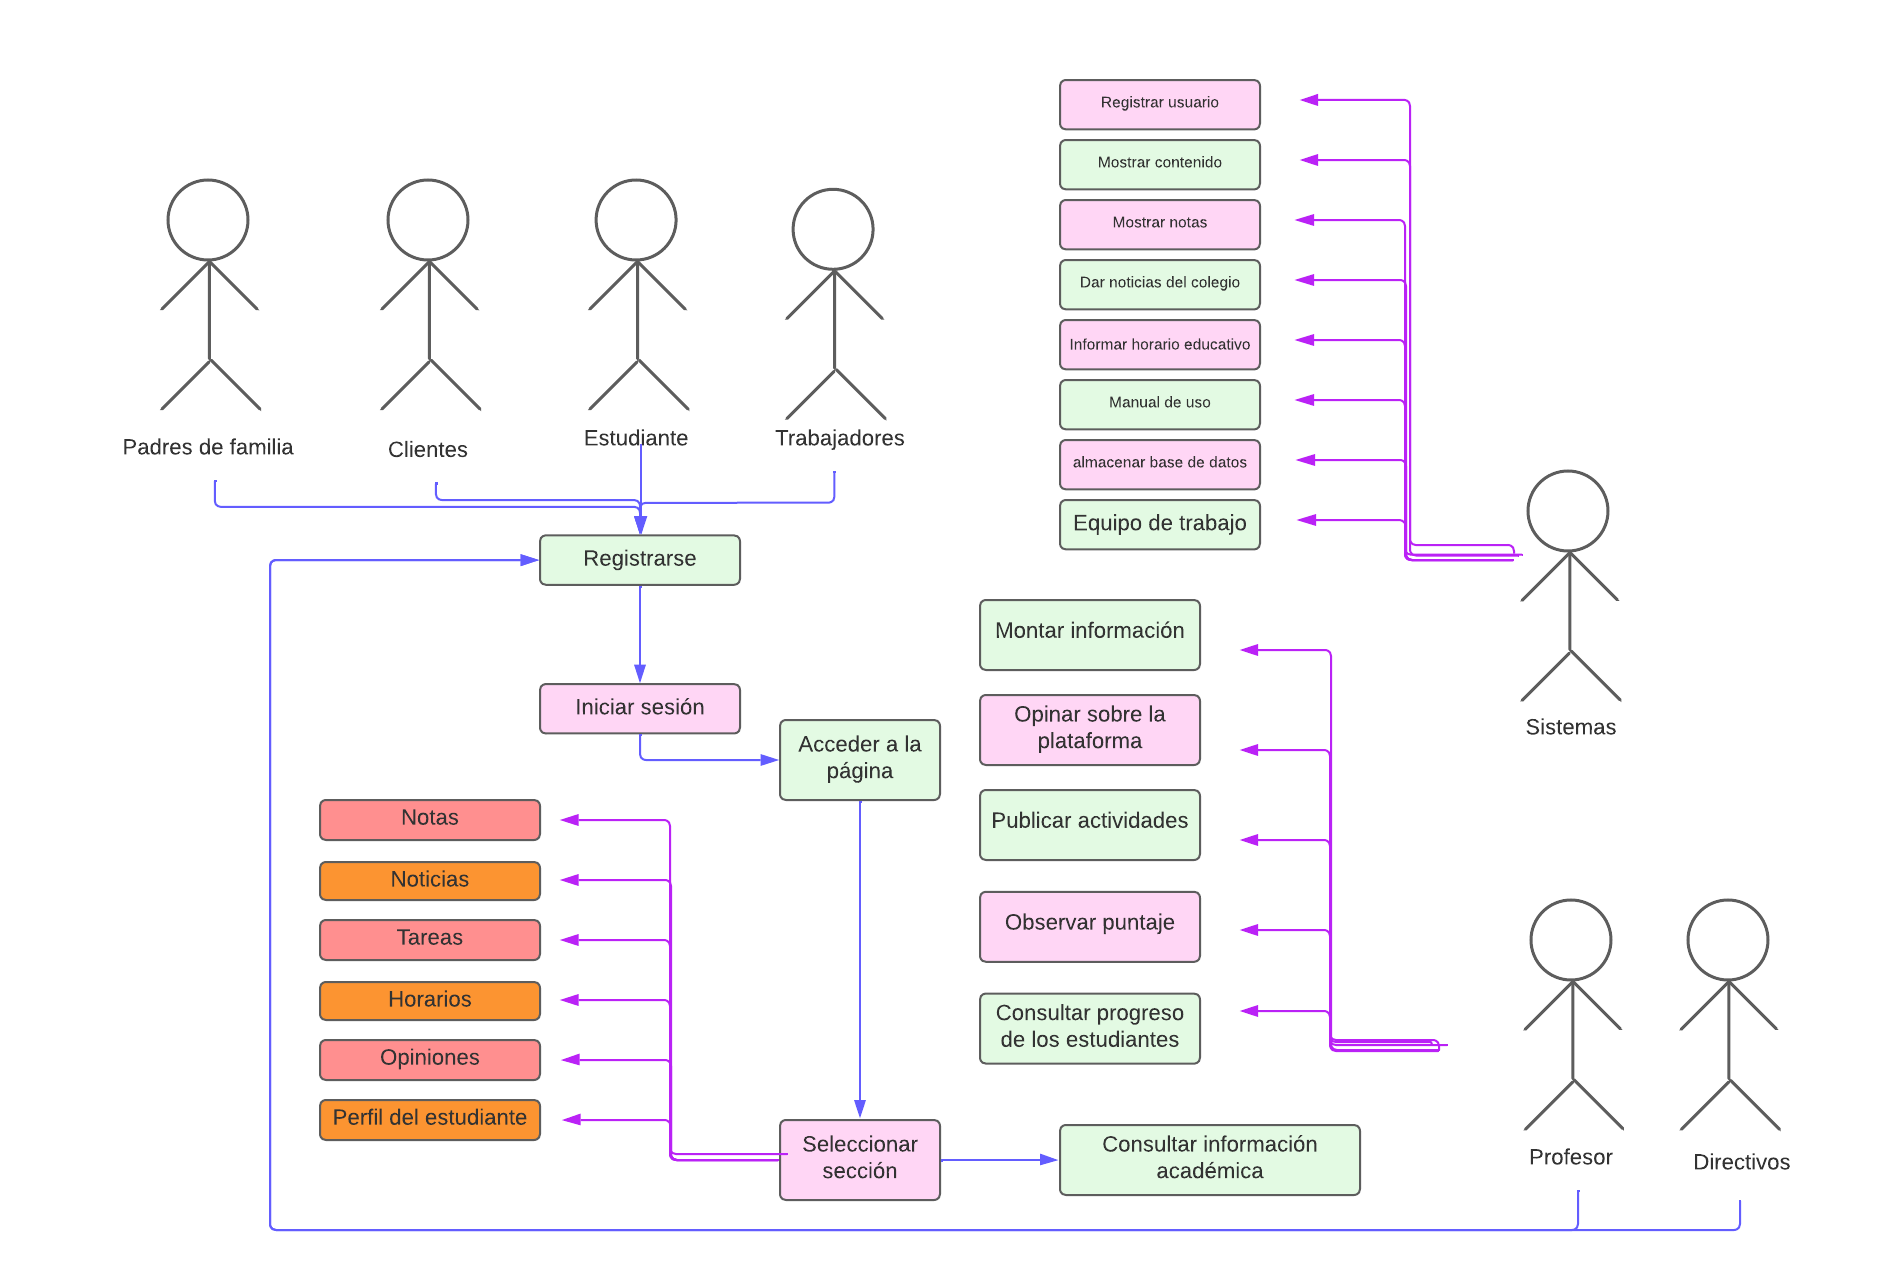 Registrar usuario
Mostrar contenido
Mostrar notas
Dar noticias del colegio
Informar horario educativo
Manual de uso
almacenar base de datos
Equipo de trabajo
Padres de familia
Clientes
Estudiante
Trabajadores
Registrarse
Iniciar sesión
Acceder a la
página
Montar información
Opinar sobre la
plataforma
Publicar actividades
Observar puntaje
Consultar progreso
de los estudiantes
Sistemas
Notas
Noticias
Tareas
Horarios
Opiniones
Perfil del estudiante
Seleccionar
sección
Consultar información
académica
Profesor
Directivos